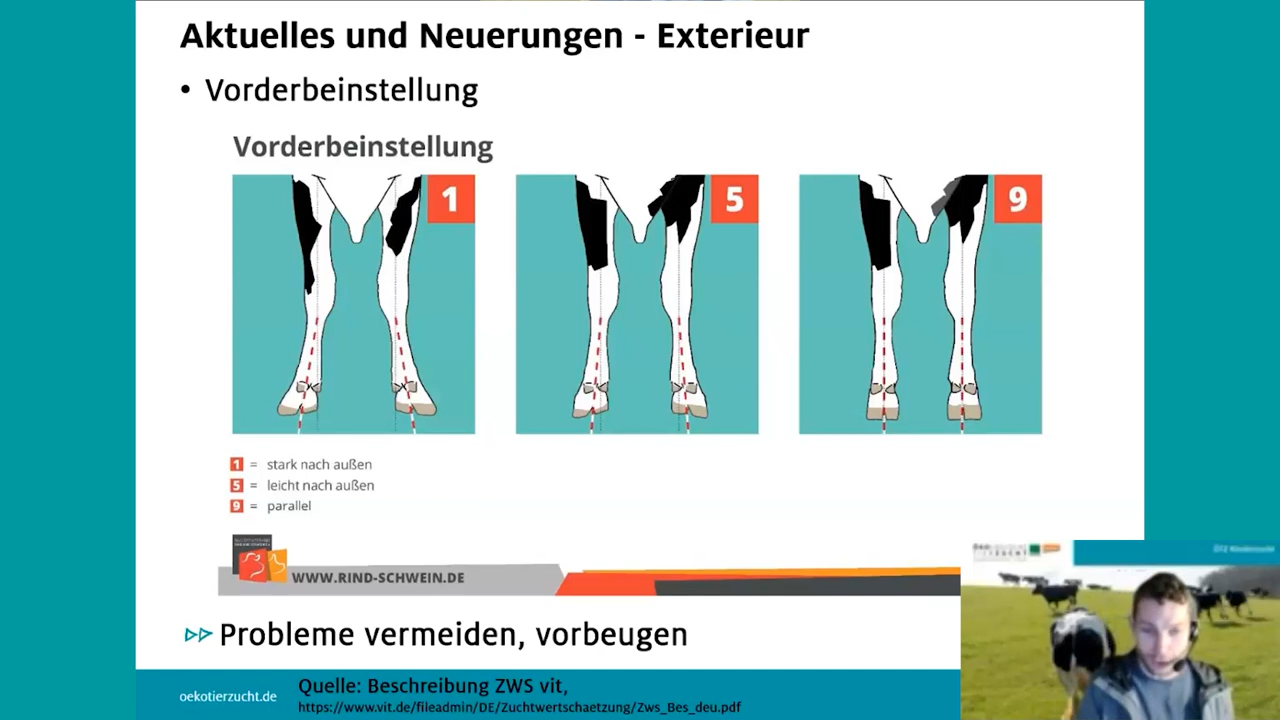 Aktuelles und Neuerungen - Exterieur
• Vorderbeinstellung
Vorderbeinstellung
1
5
9
1 = stark nach außen
5 = leicht nach außen
9 = parallel
WWW.RIND-SCHWEIN.DE
Probleme vermeiden, vorbeugen
oekotierzucht.de
Quelle: Beschreibung ZWS vit,
https://www.vit.de/fileadmin/DE/Zuchtwertschaetzung/Zws_Bes_deu.pdf